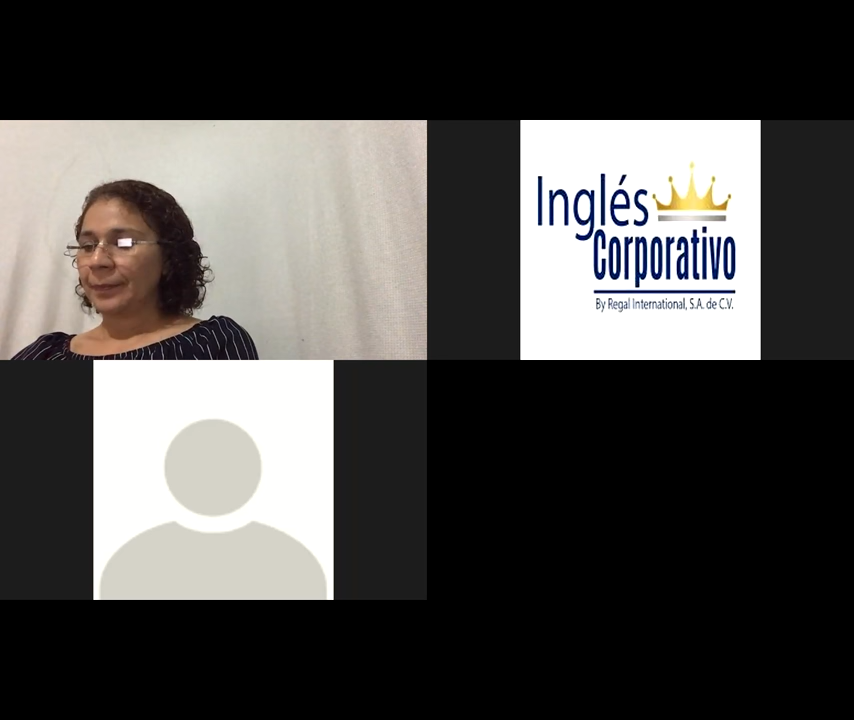 Inglés
Corporativo
By Regal International, S.A. de C.V.